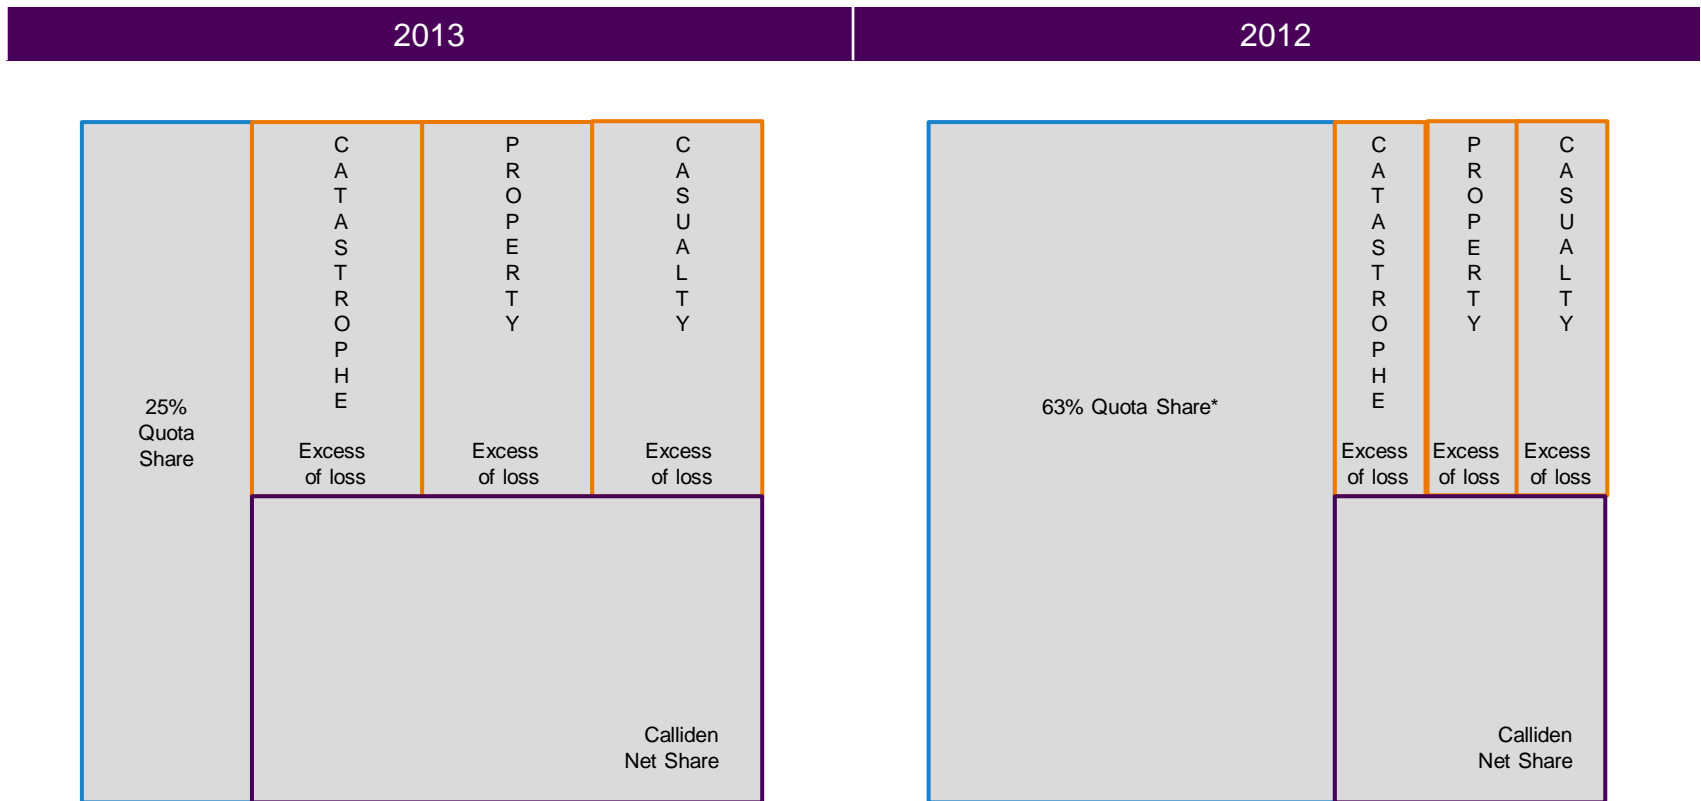 2013
2012
25%
Quota
Share
C
A
T
A
S
T
R
O
P
H
E
Excess
of loss
P
R
O
P
E
R
T
Y
Excess
of loss
C
A
S
U
A
L
T
Y
Excess
of loss
Calliden
Net Share
63% Quota Share*
C
A
T
A
S
T
R
O
P
H
E
Excess
of loss
P
R
O
P
E
R
T
Y
Excess
of loss
C
A
S
U
A
L
T
Y
Excess
of loss
Calliden
Net Share